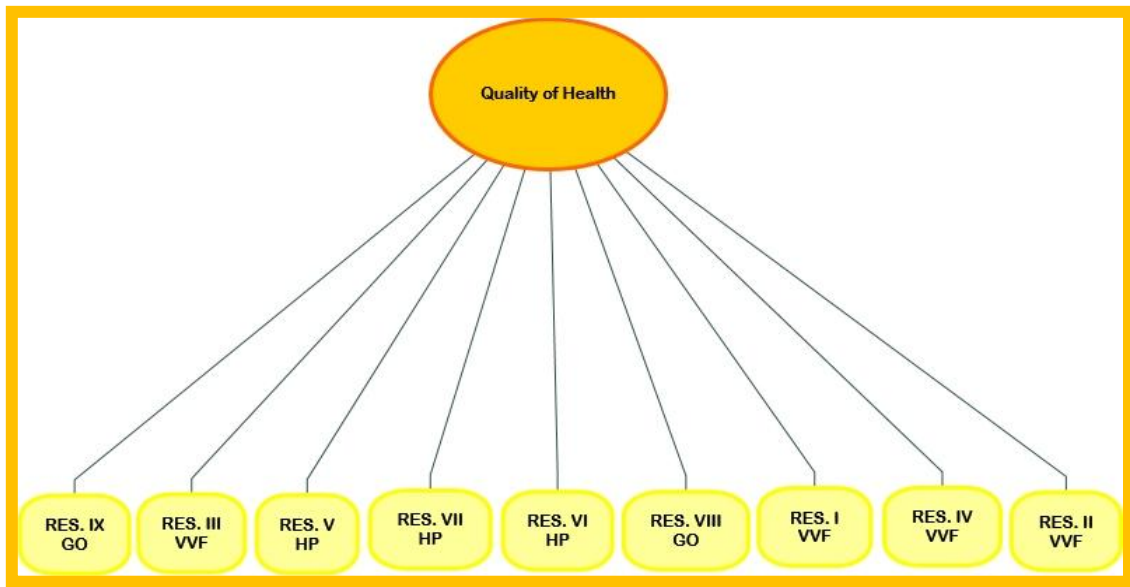 Quality of Health
RES. IX
GO
RES. III
VVF
RES. V
HP
RES. VII
HP
RES. VI
HP
RES. VIII
GO
RES. I
VVF
RES. IV
VVF
RES. II
VVF